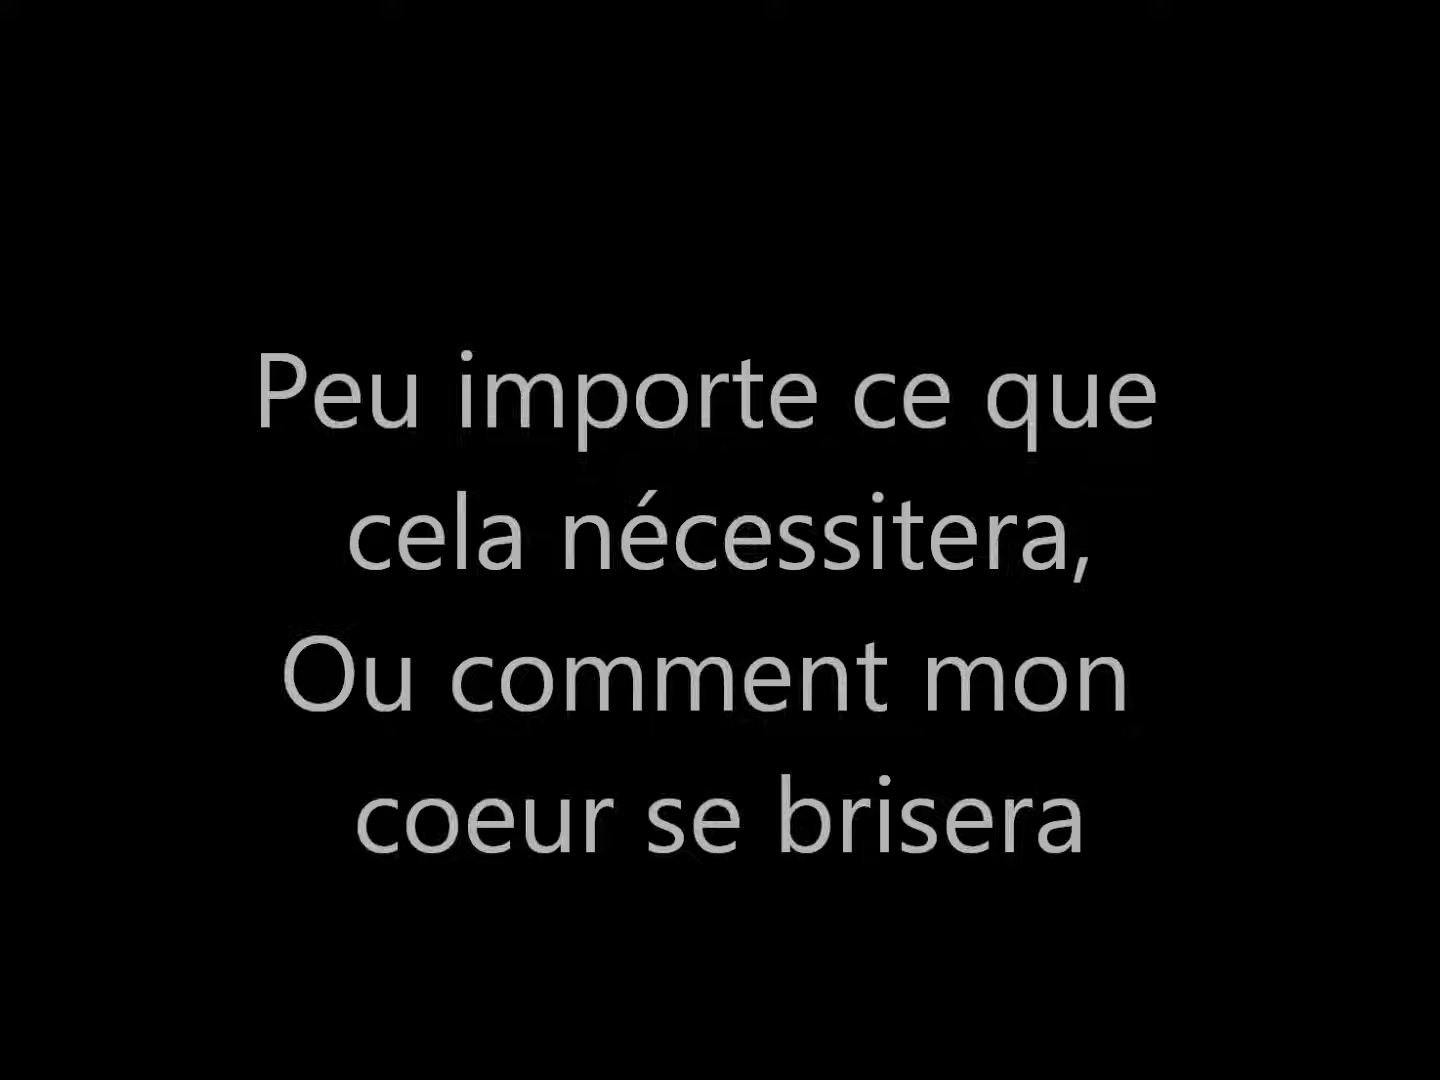 Peu importe ce que
cela nécessitera,
Ou comment mon
coeur se brisera